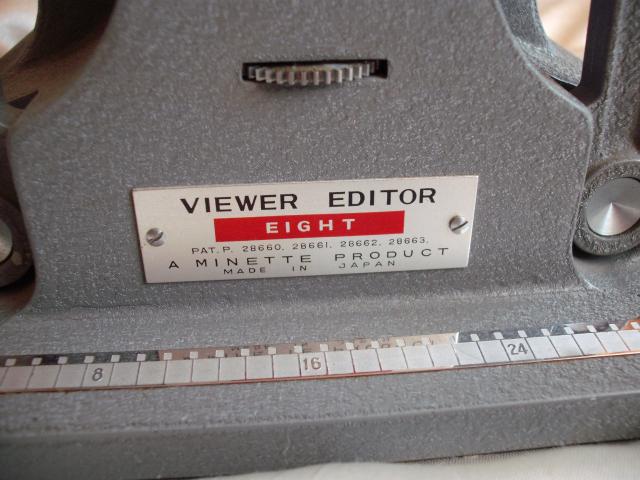 VIEWER EDITOR
EIGHT
PAT. P. 28660, 28661, 28662, 28663.
A MINETTE PRODUCT
MADE IN JAPAN
8 16 24